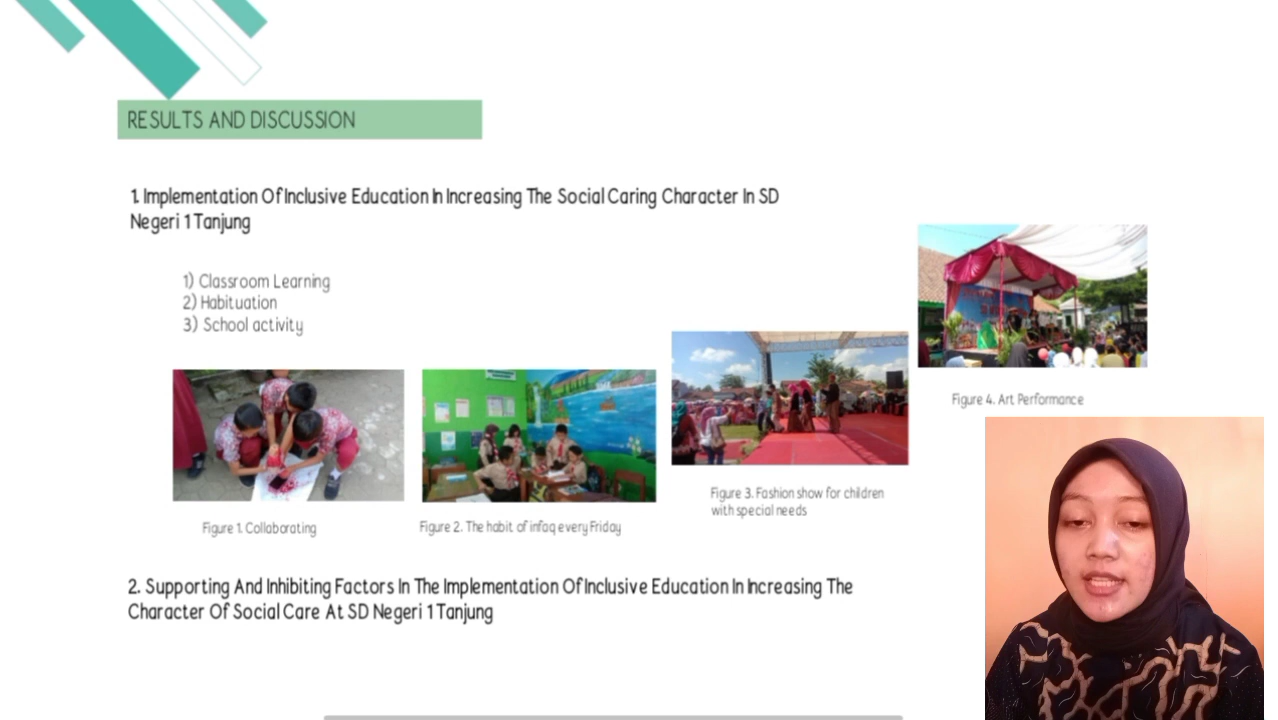 RESULTS AND DISCUSSION
1. Implementation Of Inclusive Education In Increasing The Social Caring Character In SD
Negeri 1 Tanjung
1) Classroom Learning
2) Habituation
3) School activity
Figure 4. Art Performance
Figure 3. Fashion show for children
with special needs
Figure 1. Collaborating
Figure 2. The habit of infaq every Friday
2. Supporting And Inhibiting Factors In The Implementation Of Inclusive Education In Increasing The
Character Of Social Care At SD Negeri 1 Tanjung